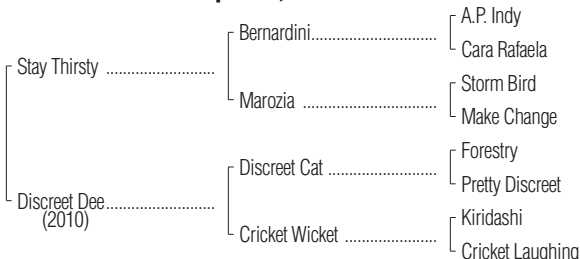 A.P. Indy
Bernardini
Cara Rafaela
Stay Thirsty
Storm Bird
Marozia
Make Change
Forestry
Discreet Cat
Pretty Discreet
Discreet Dee
(2010)
Kiridashi
Cricket Wicket
Cricket Laughing